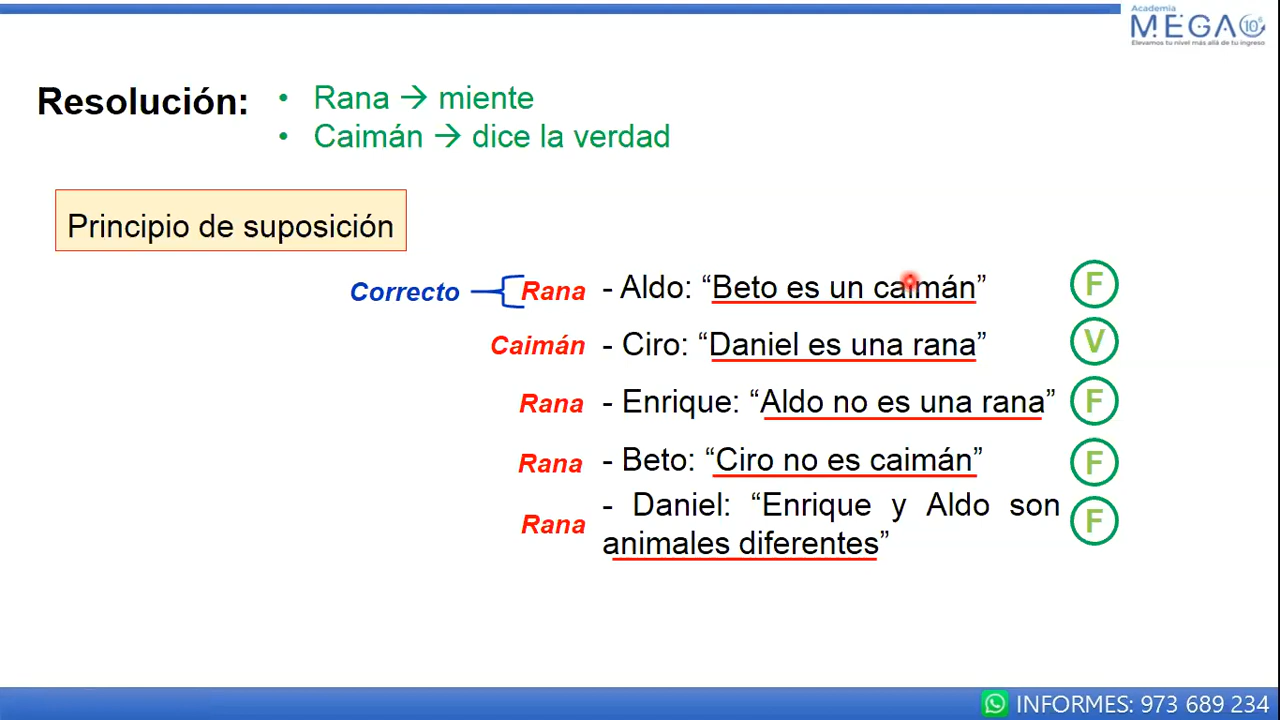 Academia
MEGA 10⁶
Elevamos tu nivel más allá de tu ingreso
Resolución:
• Rana → miente
• Caimán → dice la verdad
Principio de suposición
Correcto Rana - Aldo: “Beto es un caimán” F
Caimán - Ciro: “Daniel es una rana” V
Rana - Enrique: “Aldo no es una rana” F
Rana - Beto: “Ciro no es caimán” F
Rana - Daniel: “Enrique y Aldo son F
animales diferentes”
INFORMES: 973 689 234